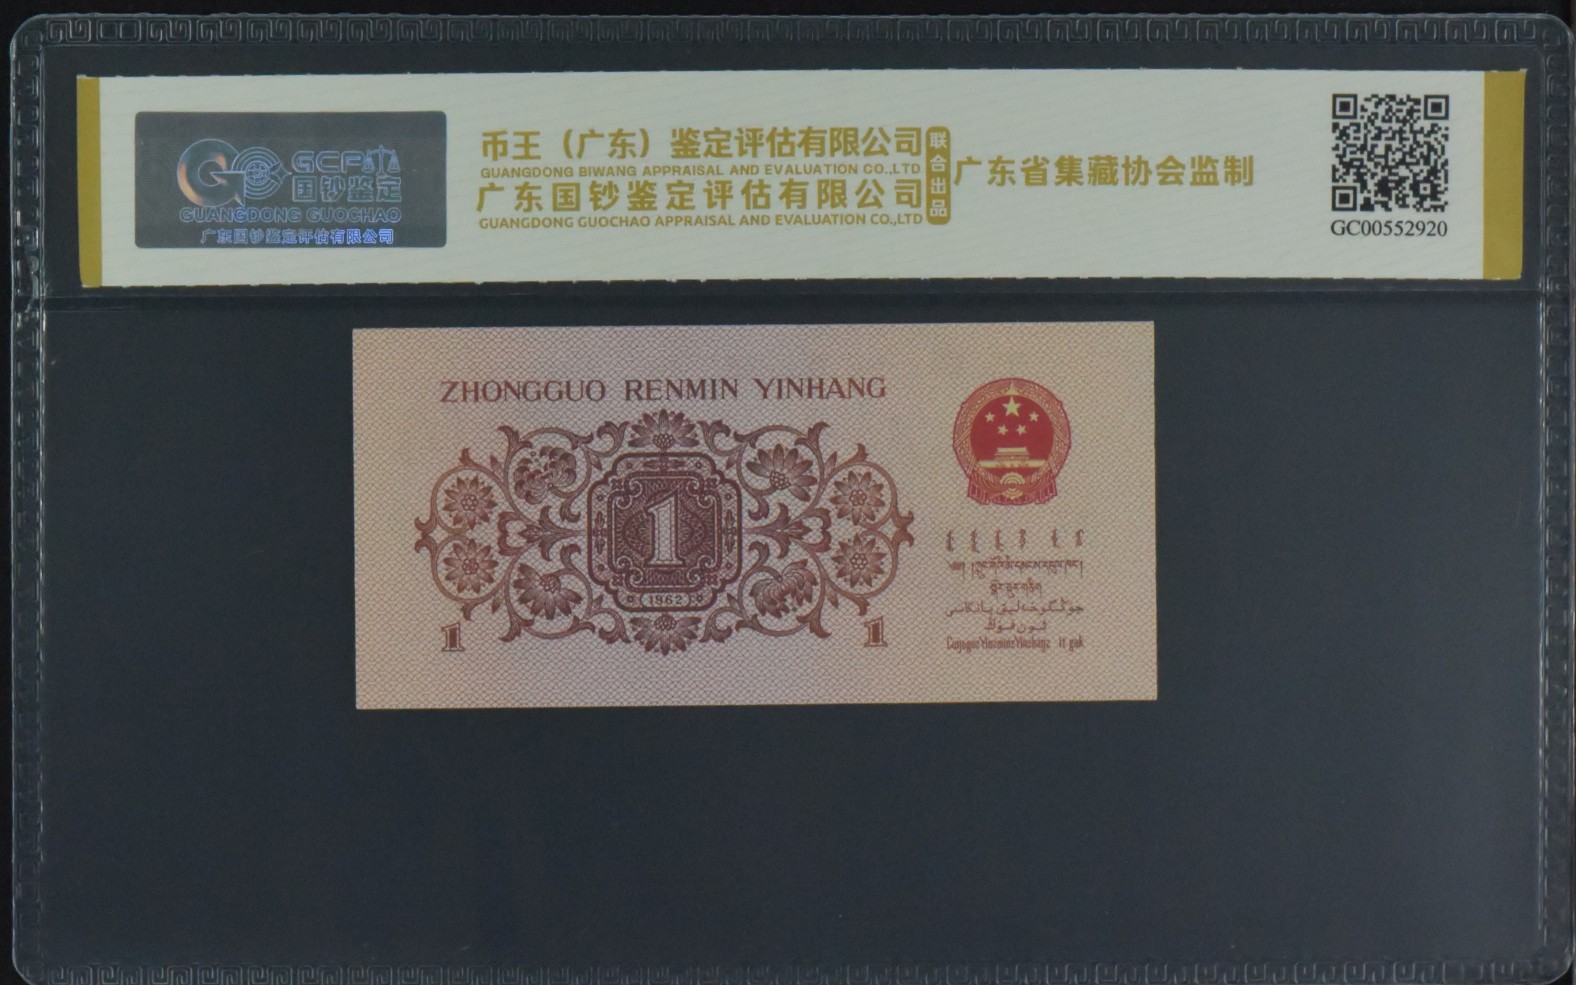 GCP
国钞鉴定
GUANGDONG GUOCHAO
广东国钞鉴定评估有限公司
币王（广东）鉴定评估有限公司
GUANGDONG BIWANG APPRAISAL AND EVALUATION CO.,LTD
广东国钞鉴定评估有限公司
GUANGDONG GUOCHAO APPRAISAL AND EVALUATION CO.,LTD
联合出品
广东省集藏协会监制
GC00552920
ZHONGGUO RENMIN YINHANG
1
(1962)
1
1
it gak